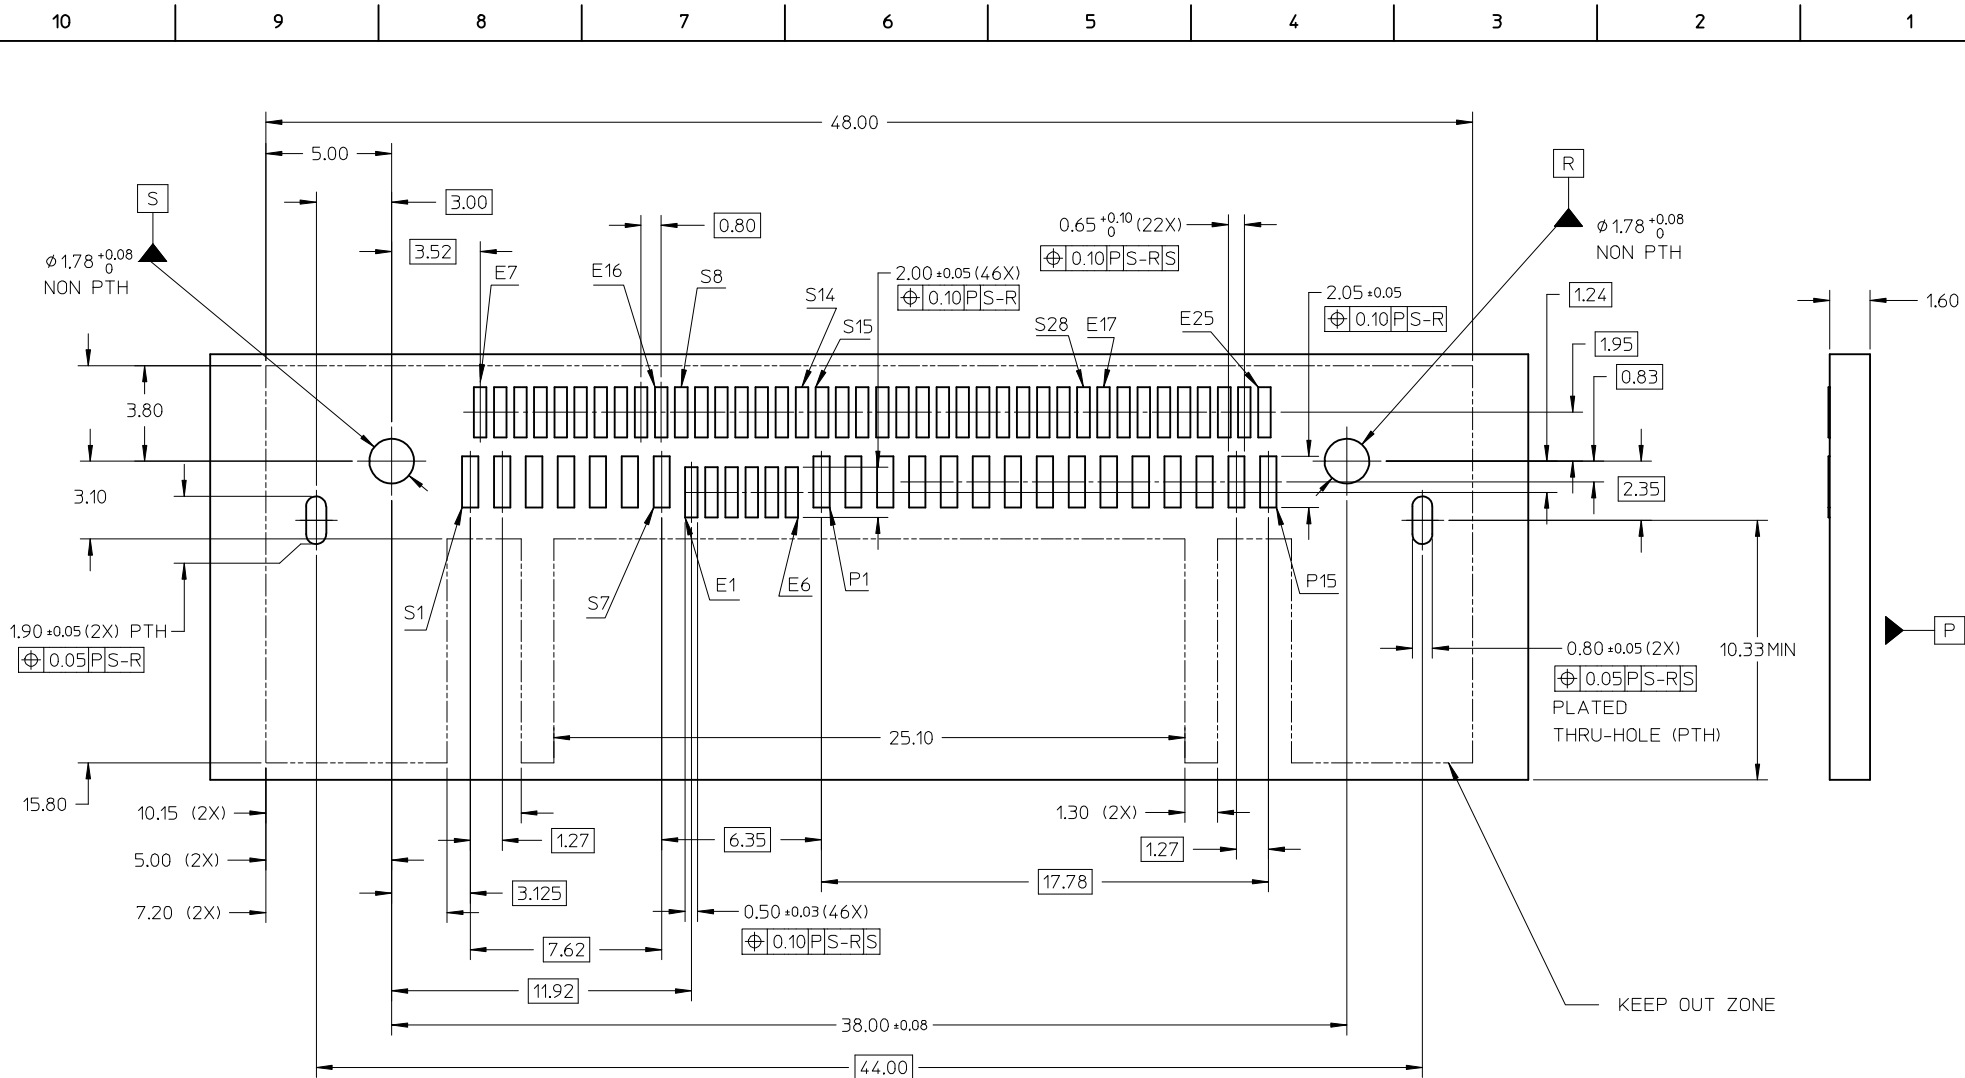 10 9 8 7 6 5 4 3 2 1
48.00
5.00
S
R
3.00
0.80
0.65 +0.10 0 (22X)
⌖ 0.10 P S-R S
ø1.78 +0.08 0
NON PTH
ø1.78 +0.08 0
NON PTH
3.52
E7
E16
S8
2.00 ±0.05 (46X)
⌖ 0.10 P S-R
S14
S15
S28
E17
E25
2.05 ±0.05
⌖ 0.10 P S-R
1.24
1.60
1.95
0.83
3.80
3.10
2.35
S1
S7
E1
E6
P1
P15
1.90 ±0.05 (2X) PTH
⌖ 0.05 P S-R
0.80 ±0.05 (2X)
⌖ 0.05 P S-R S
PLATED
THRU-HOLE (PTH)
10.33 MIN
P
25.10
15.80
10.15 (2X)
1.27
6.35
1.30 (2X)
1.27
5.00 (2X)
3.125
17.78
7.20 (2X)
0.50 ±0.03 (46X)
⌖ 0.10 P S-R S
7.62
11.92
KEEP OUT ZONE
38.00 ±0.08
44.00